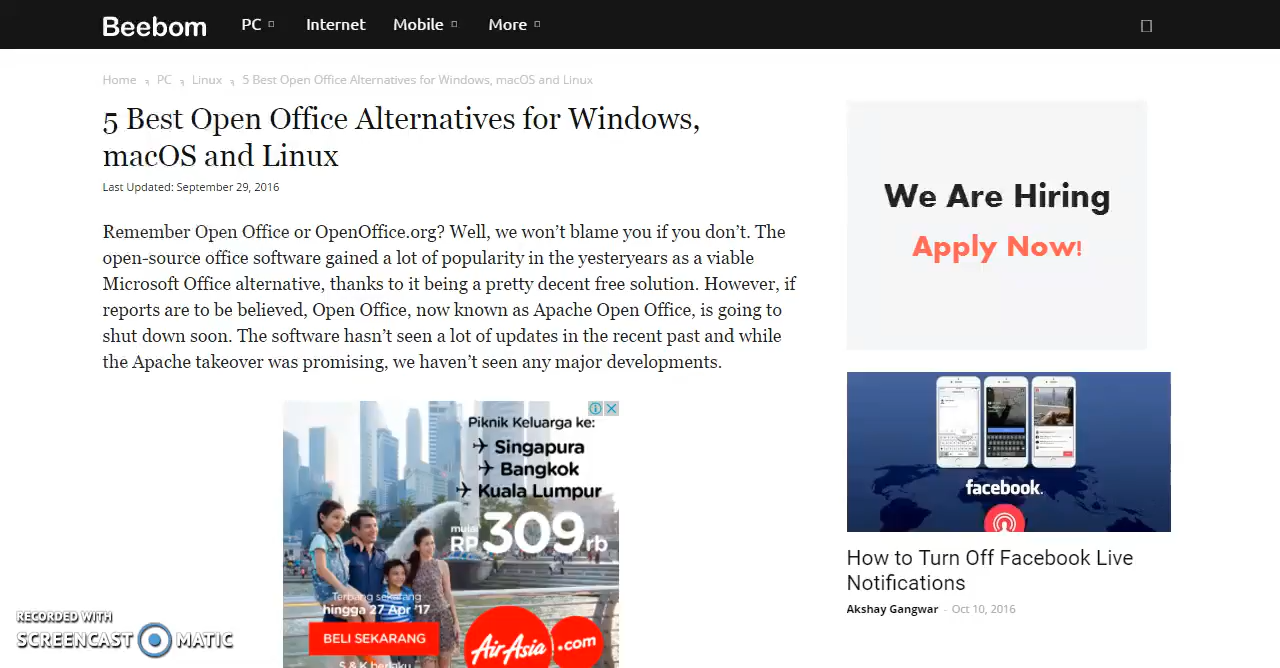 Beebom PC Internet Mobile More
Home PC Linux 5 Best Open Office Alternatives for Windows, macOS and Linux
5 Best Open Office Alternatives for Windows,
macOS and Linux
Last Updated: September 29, 2016
Remember Open Office or OpenOffice.org? Well, we won’t blame you if you don’t. The
open-source office software gained a lot of popularity in the yesteryears as a viable
Microsoft Office alternative, thanks to it being a pretty decent free solution. However, if
reports are to be believed, Open Office, now known as Apache Open Office, is going to
shut down soon. The software hasn’t seen a lot of updates in the recent past and while
the Apache takeover was promising, we haven’t seen any major developments.
Piknik Keluarga ke:
Singapura
Bangkok
Kuala Lumpur
mulai
RP 309rb
Terbang sekarang
hingga 27 Apr '17
BELI SEKARANG
AirAsia .com
S & K berlaku
We Are Hiring
Apply Now!
facebook.
How to Turn Off Facebook Live
Notifications
Akshay Gangwar - Oct 10, 2016
RECORDED WITH
SCREENCAST MATIC